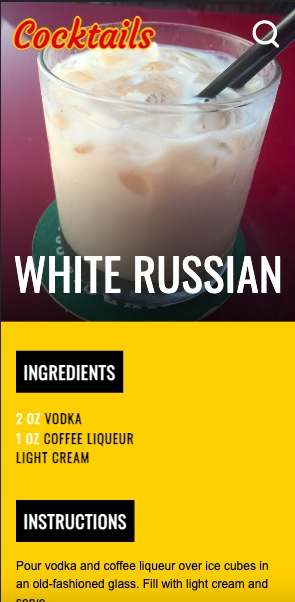 Cocktails
WHITE RUSSIAN
INGREDIENTS
2 OZ VODKA
1 OZ COFFEE LIQUEUR
LIGHT CREAM
INSTRUCTIONS
Pour vodka and coffee liqueur over ice cubes in
an old-fashioned glass. Fill with light cream and
serve.